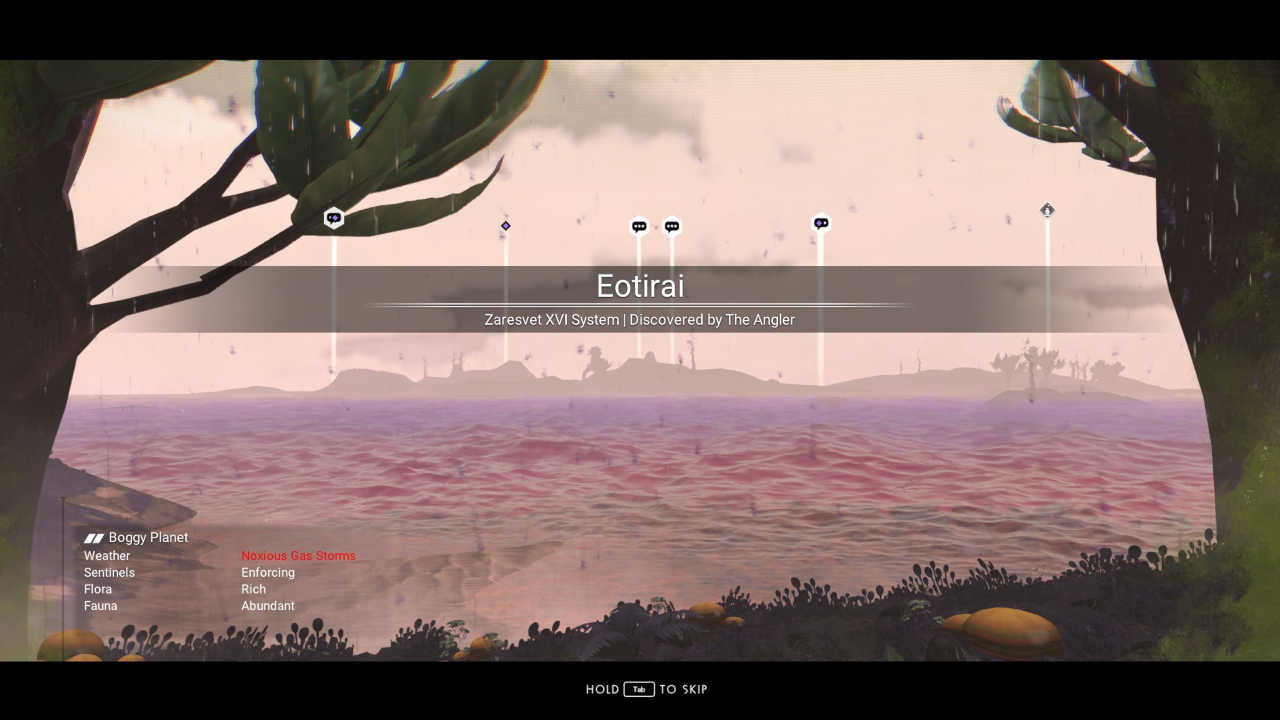 Eotirai
Zaresvet XVI System | Discovered by The Angler
Boggy Planet
Weather Noxious Gas Storms
Sentinels Enforcing
Flora Rich
Fauna Abundant
HOLD Tab TO SKIP